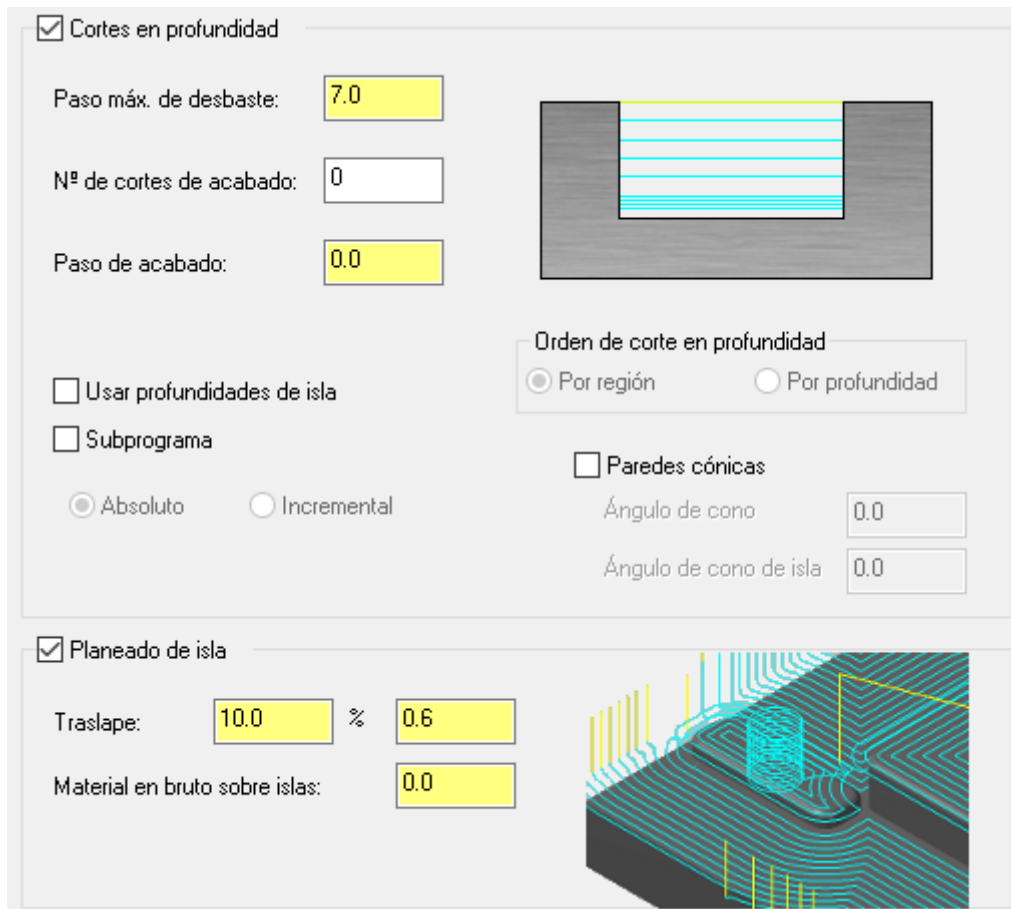 Cortes en profundidad
Paso máx. de desbaste: 7.0
Nº de cortes de acabado: 0
Paso de acabado: 0.0
Orden de corte en profundidad
Por región Por profundidad
Usar profundidades de isla
Subprograma
Absoluto Incremental
Paredes cónicas
Ángulo de cono 0.0
Ángulo de cono de isla 0.0
Planeado de isla
Traslape: 10.0 % 0.6
Material en bruto sobre islas: 0.0